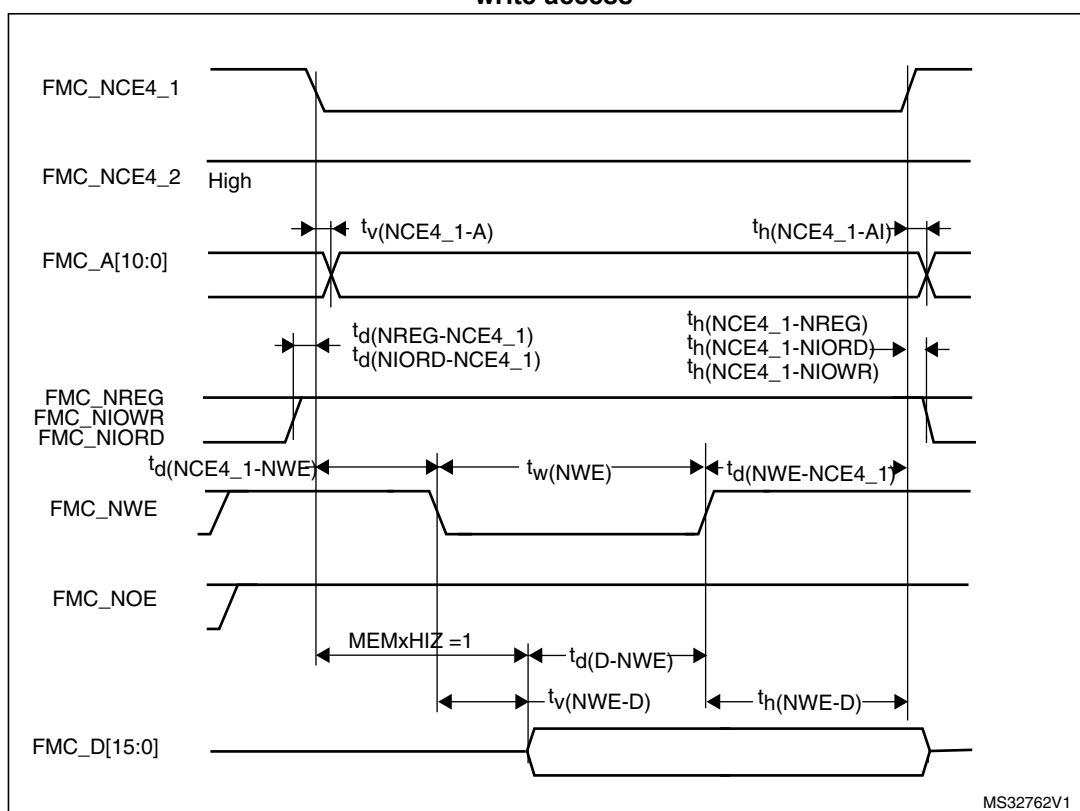 write access
FMC_NCE4_1
FMC_NCE4_2 High
tv(NCE4_1-A) th(NCE4_1-AI)
FMC_A[10:0]
td(NREG-NCE4_1) th(NCE4_1-NREG)
td(NIORD-NCE4_1) th(NCE4_1-NIORD)
th(NCE4_1-NIOWR)
FMC_NREG
FMC_NIOWR
FMC_NIORD
td(NCE4_1-NWE) tw(NWE) td(NWE-NCE4_1)
FMC_NWE
FMC_NOE
MEMxHIZ =1
td(D-NWE)
tv(NWE-D) th(NWE-D)
FMC_D[15:0]
MS32762V1